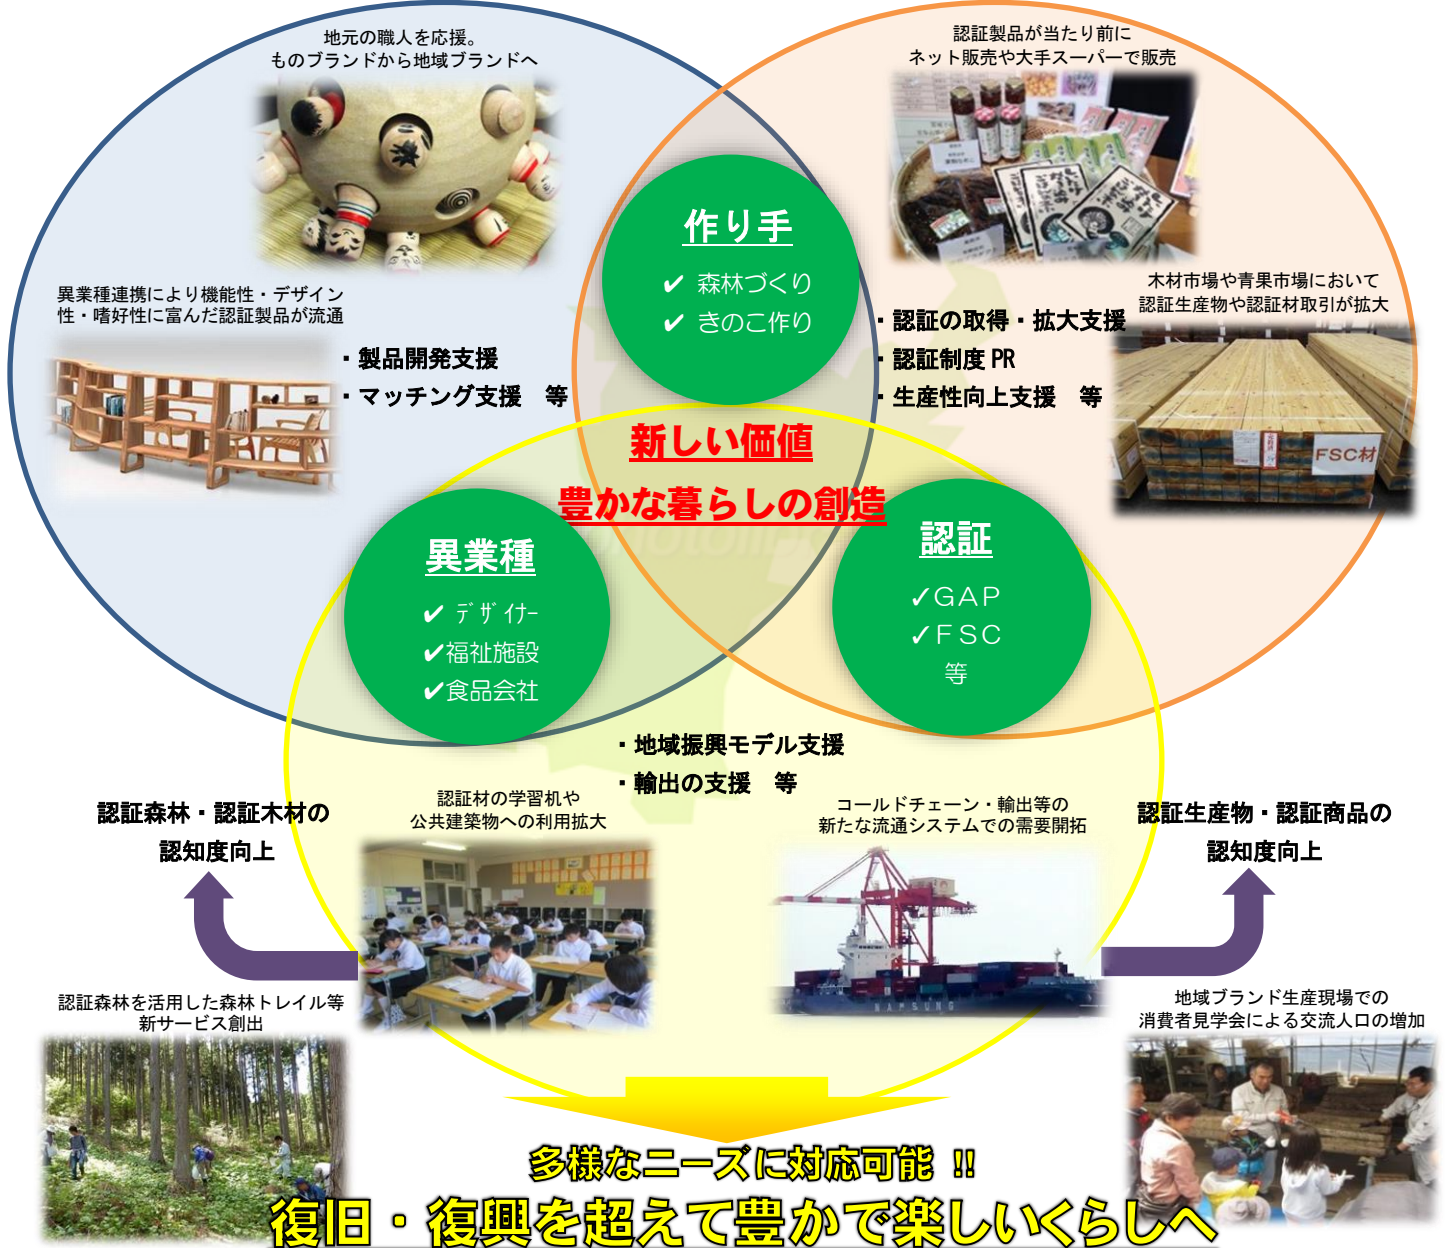 地元の職人を応援。
ものブランドから地域ブランドへ
認証製品が当たり前に
ネット販売や大手スーパーで販売
作り手
✔ 森林づくり
✔ きのこ作り
異業種連携により機能性・デザイン
性・嗜好性に富んだ認証製品が流通
・製品開発支援
・マッチング支援　等
・認証の取得・拡大支援
・認証制度 PR
・生産性向上支援　等
木材市場や青果市場において
認証生産物や認証材取引が拡大
FSC材
新しい価値
豊かな暮らしの創造
異業種
✔ ﾃﾞｻﾞｲﾅｰ
✔福祉施設
✔食品会社
認証
✓ＧＡＰ
✓ＦＳＣ
等
・地域振興モデル支援
・輸出の支援　等
認証森林・認証木材の
認知度向上
認証材の学習机や
公共建築物への利用拡大
コールドチェーン・輸出等の
新たな流通システムでの需要開拓
NAMSUNG
認証生産物・認証商品の
認知度向上
認証森林を活用した森林トレイル等
新サービス創出
地域ブランド生産現場での
消費者見学会による交流人口の増加
多様なニーズに対応可能 !!
復旧・復興を超えて豊かで楽しいくらしへ